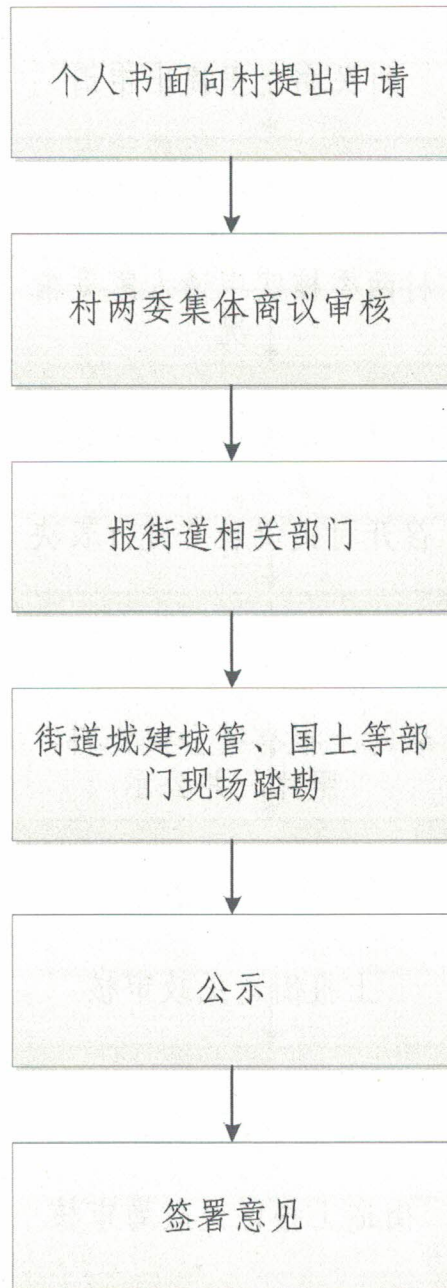 个人书面向村提出申请
村两委集体商议审核
报街道相关部门
街道城建城管、国土等部
门现场踏勘
公示
签署意见